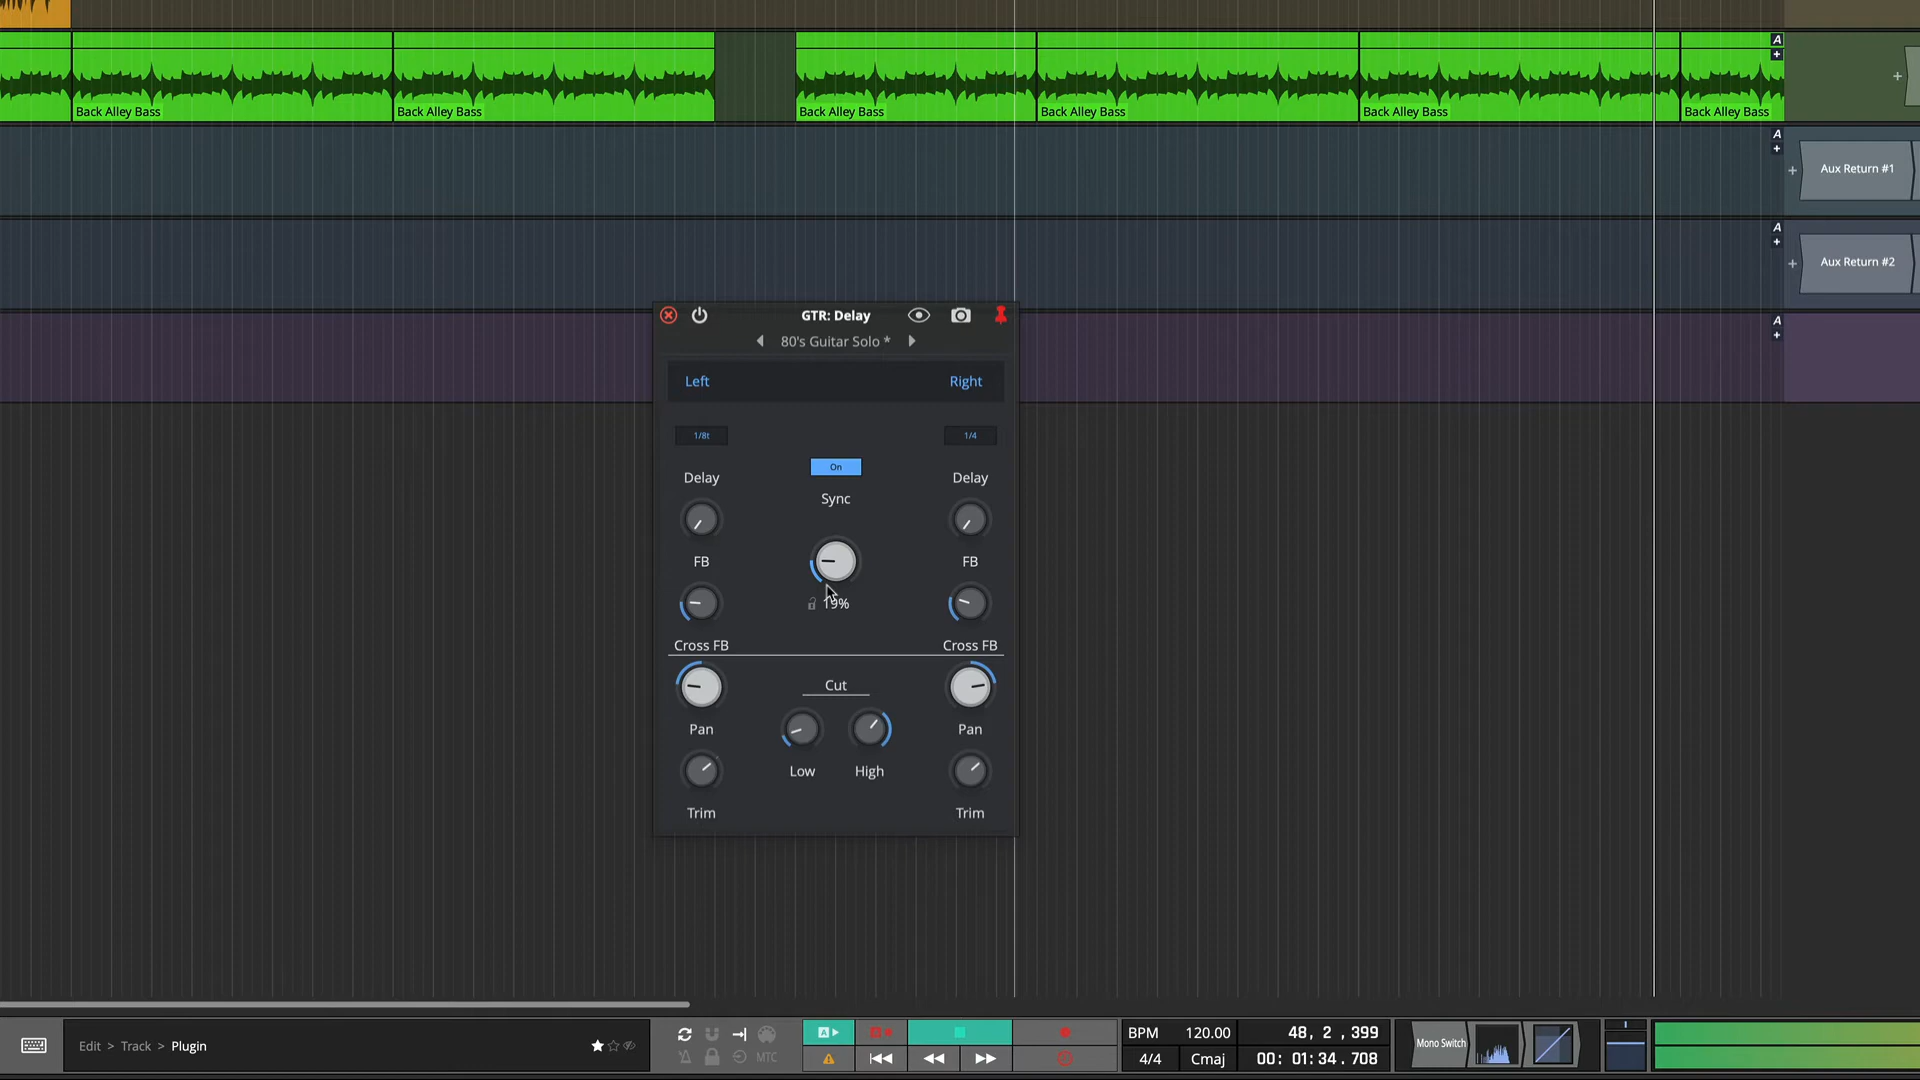 Back Alley Bass
Back Alley Bass
Back Alley Bass
Back Alley Bass
Back Alley Bass
Back Alley Bass
A
+
+
A
+
+
Aux Return #1
A
+
+
Aux Return #2
A
+
GTR: Delay
80's Guitar Solo *
Left
Right
1/8t
1/4
On
Delay
Sync
Delay
FB
FB
19%
Cross FB
Cross FB
Cut
Pan
Pan
Low
High
Trim
Trim
Edit > Track > Plugin
MTC
A
BPM 120.00
48, 2 , 399
4/4 Cmaj
00: 01:34 .708
Mono Switch